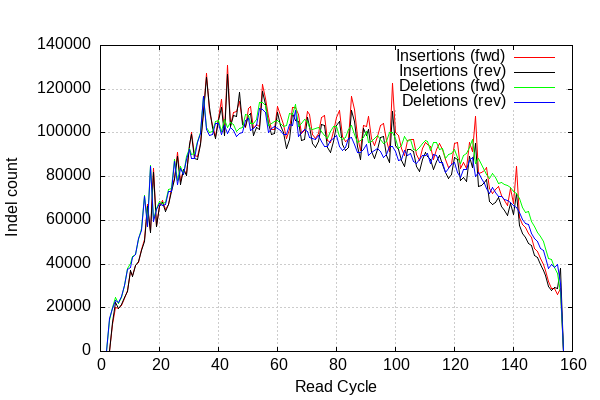 140000
120000
100000
80000
60000
40000
20000
0
Indel count
Insertions (fwd)
Insertions (rev)
Deletions (fwd)
Deletions (rev)
0 20 40 60 80 100 120 140 160
Read Cycle